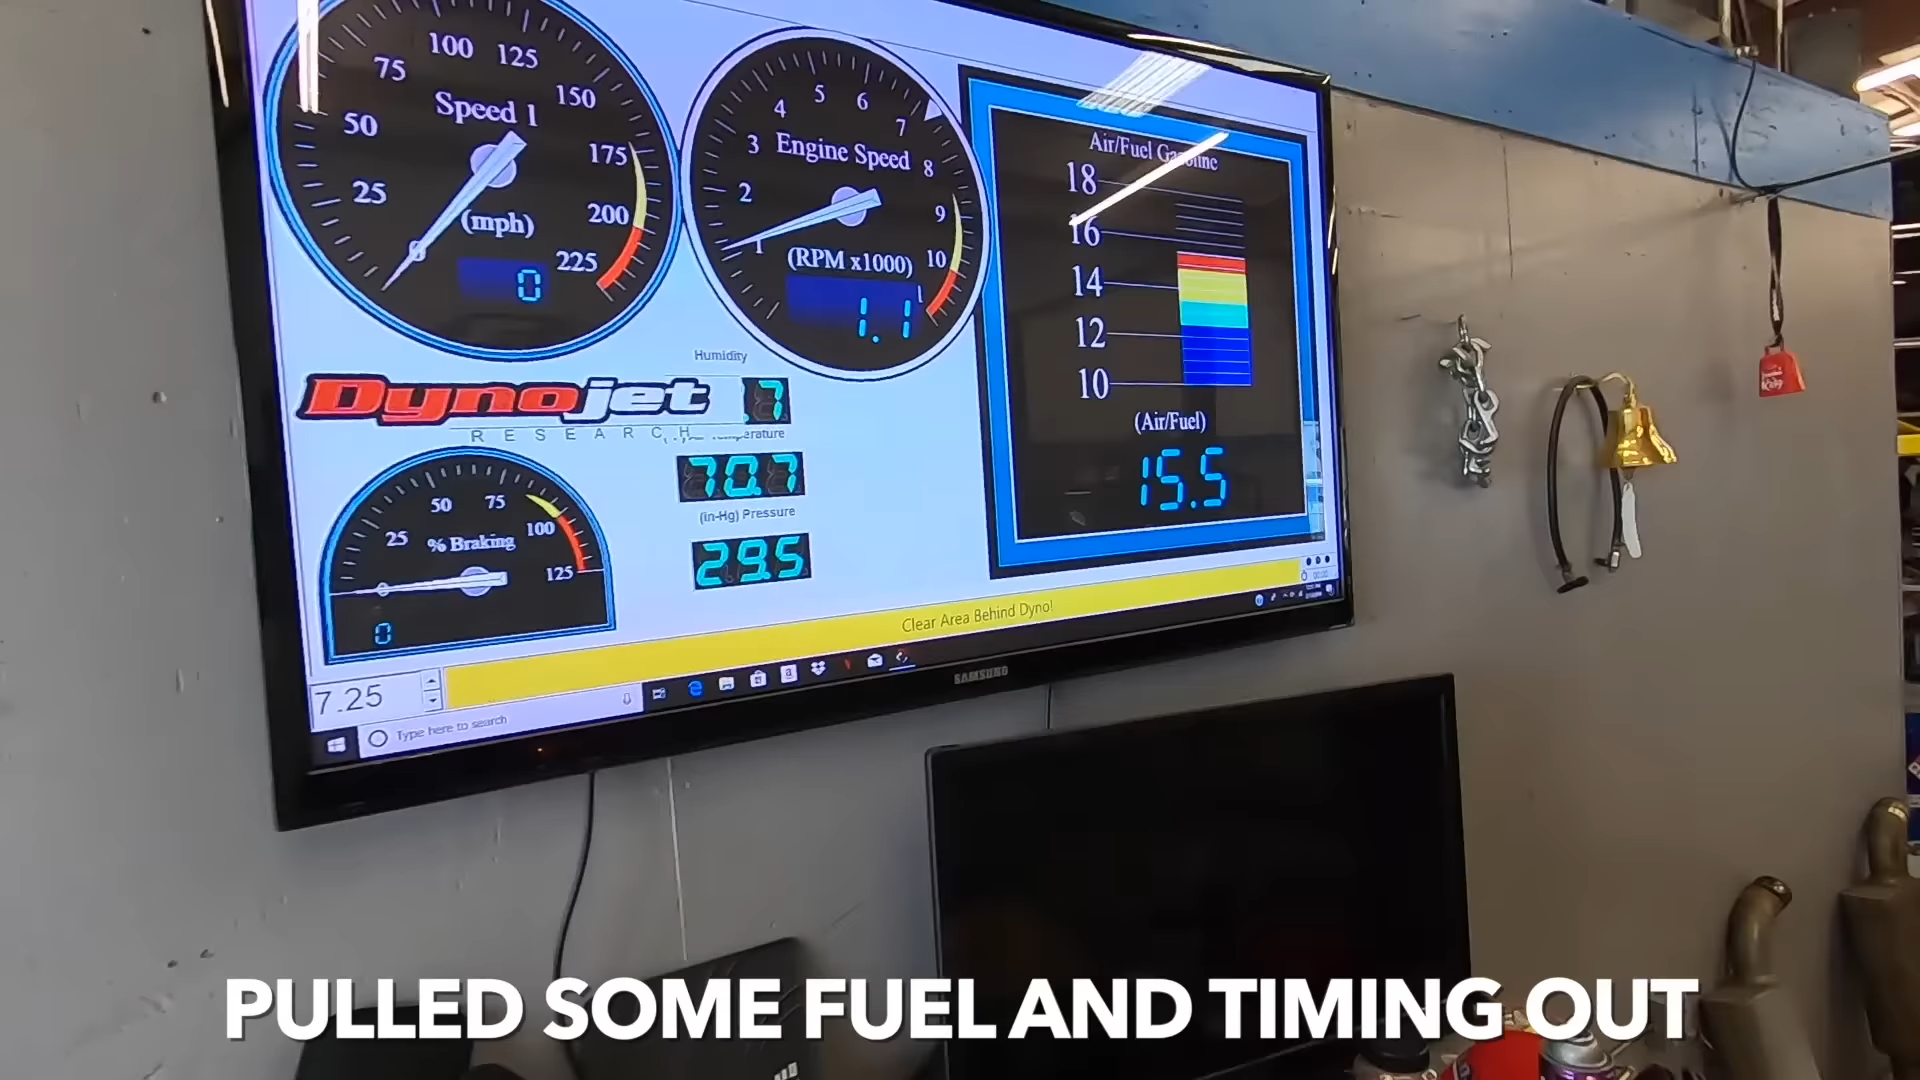 100 125
75
150
Speed 1
50
175
25
200
(mph)
225
0
5
4
6
7
3
Engine Speed
8
2
9
1
(RPM x1000)
10
1.1
Air/Fuel Gasoline
18
16
14
12
10
(Air/Fuel)
15.5
Humidity
.7
Dynojet
RESEARCH
70.7
(in-Hg) Pressure
29.5
50
75
25
100
% Braking
125
0
Clear Area Behind Dyno!
7.25
Type here to search
SAMSUNG
PULLED SOME FUEL AND TIMING OUT